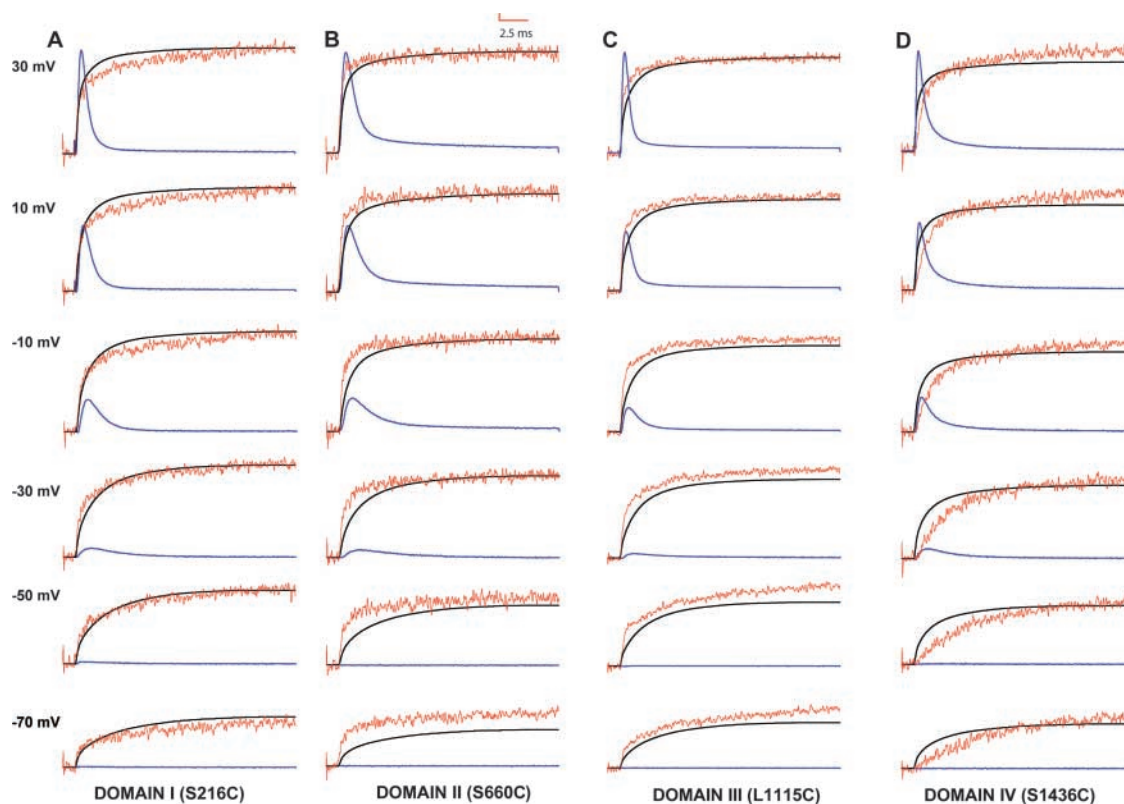 A
B
C
D
2.5 ms
30 mV
10 mV
-10 mV
-30 mV
-50 mV
-70 mV
DOMAIN I (S216C)
DOMAIN II (S660C)
DOMAIN III (L1115C)
DOMAIN IV (S1436C)